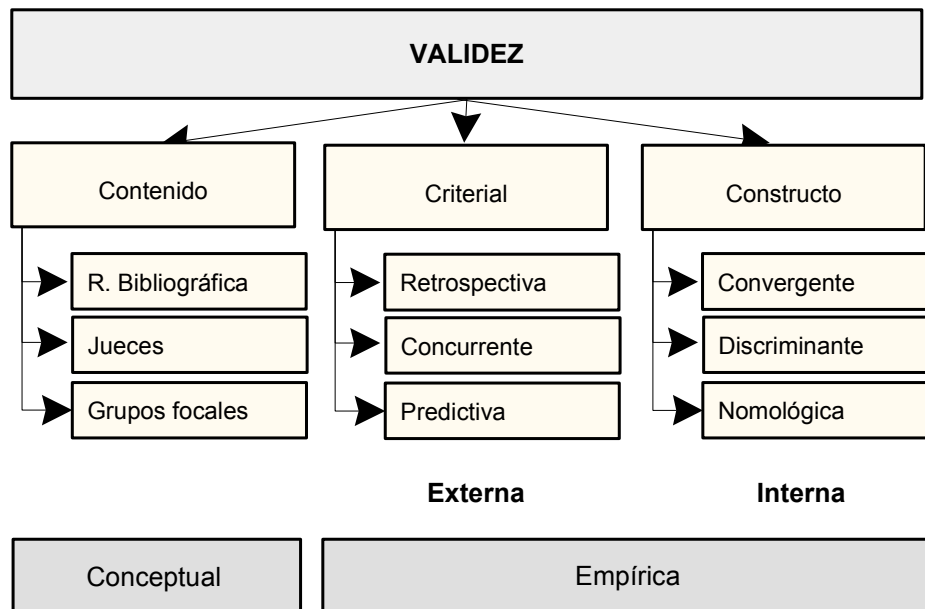 VALIDEZ
Contenido
R. Bibliográfica
Jueces
Grupos focales
Criterial
Retrospectiva
Concurrente
Predictiva
Constructo
Convergente
Discriminante
Nomológica
Externa
Interna
Conceptual
Empírica